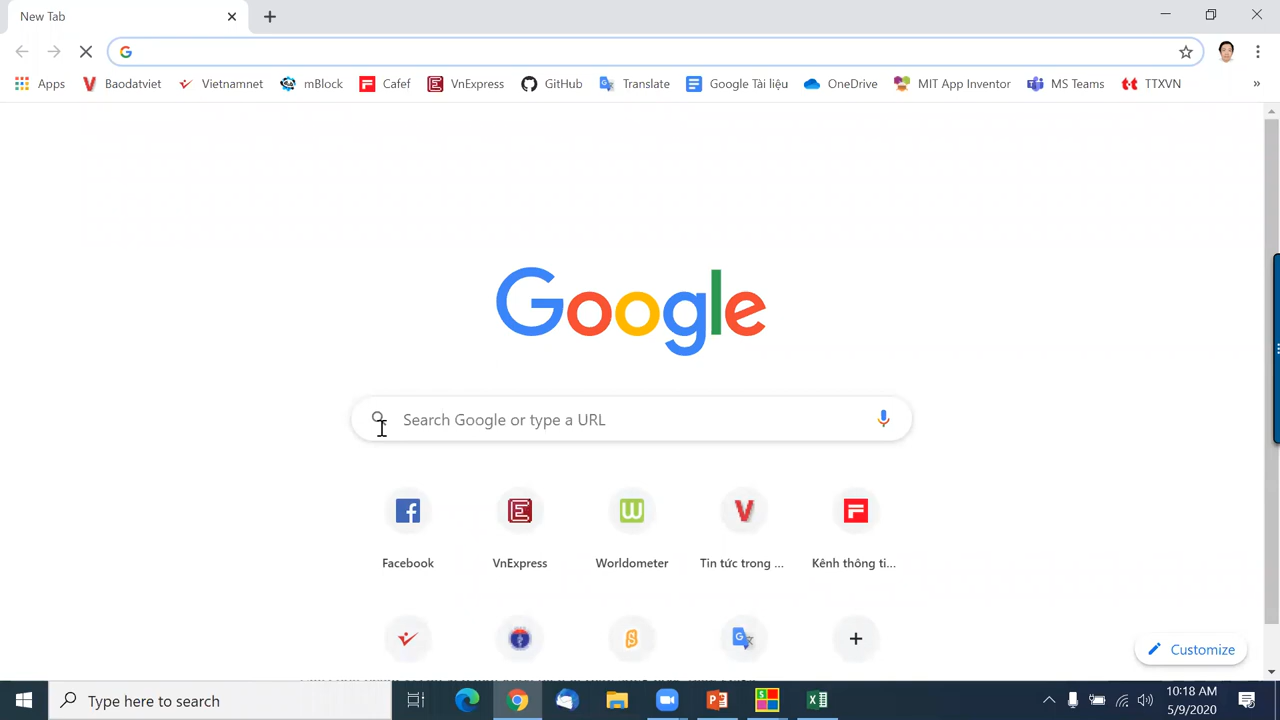 New Tab
Apps Baodatviet Vietnamnet mBlock Cafef VnExpress GitHub Translate Google Tài liệu OneDrive MIT App Inventor MS Teams TTXVN »
Google
Search Google or type a URL
Facebook VnExpress Worldometer Tin tức trong ... Kênh thông ti...
Customize
Type here to search
10:18 AM
5/9/2020